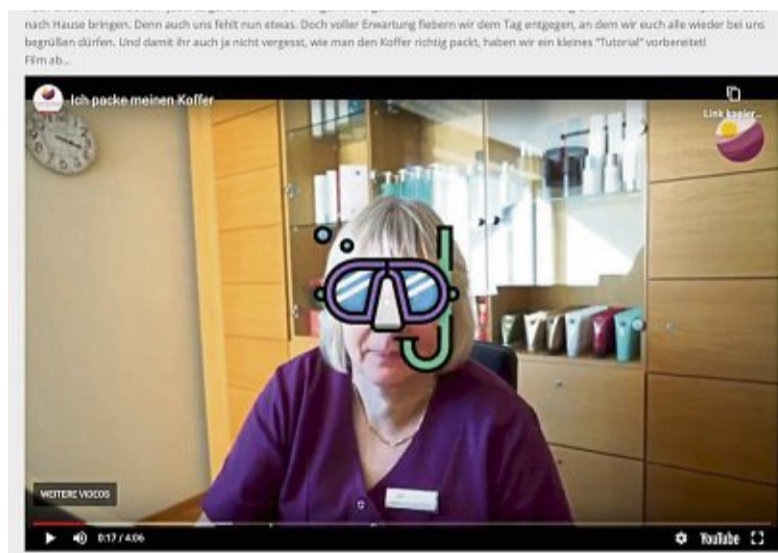 nach Hause bringen. Denn auch uns fehlt nun etwas. Doch voller Erwartung fiebern wir dem Tag entgegen, an dem wir euch alle wieder bei uns
begrüßen dürfen. Und damit ihr auch ja nicht vergesst, wie man den Koffer richtig packt, haben wir ein kleines "Tutorial" vorbereitet!
Film ab...
Ich packe meinen Koffer
Link kopier...
WEITERE VIDEOS
0:17 / 4:06
YouTube